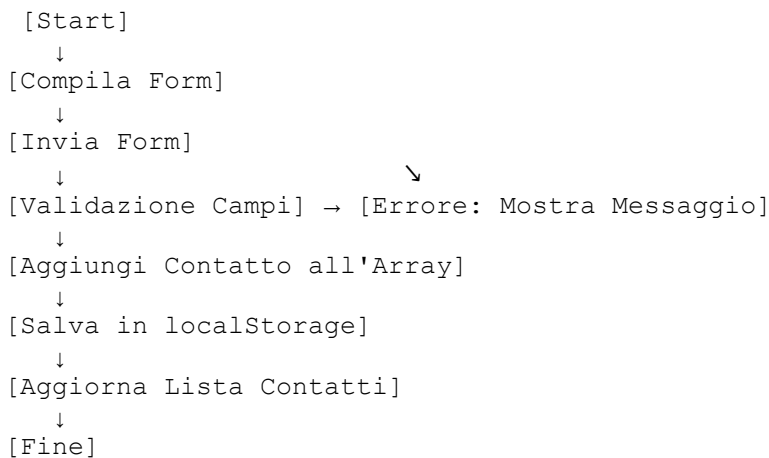 [Start]
↓
[Compila Form]
↓
[Invia Form]
↓ ↘
[Validazione Campi] → [Errore: Mostra Messaggio]
↓
[Aggiungi Contatto all'Array]
↓
[Salva in localStorage]
↓
[Aggiorna Lista Contatti]
↓
[Fine]